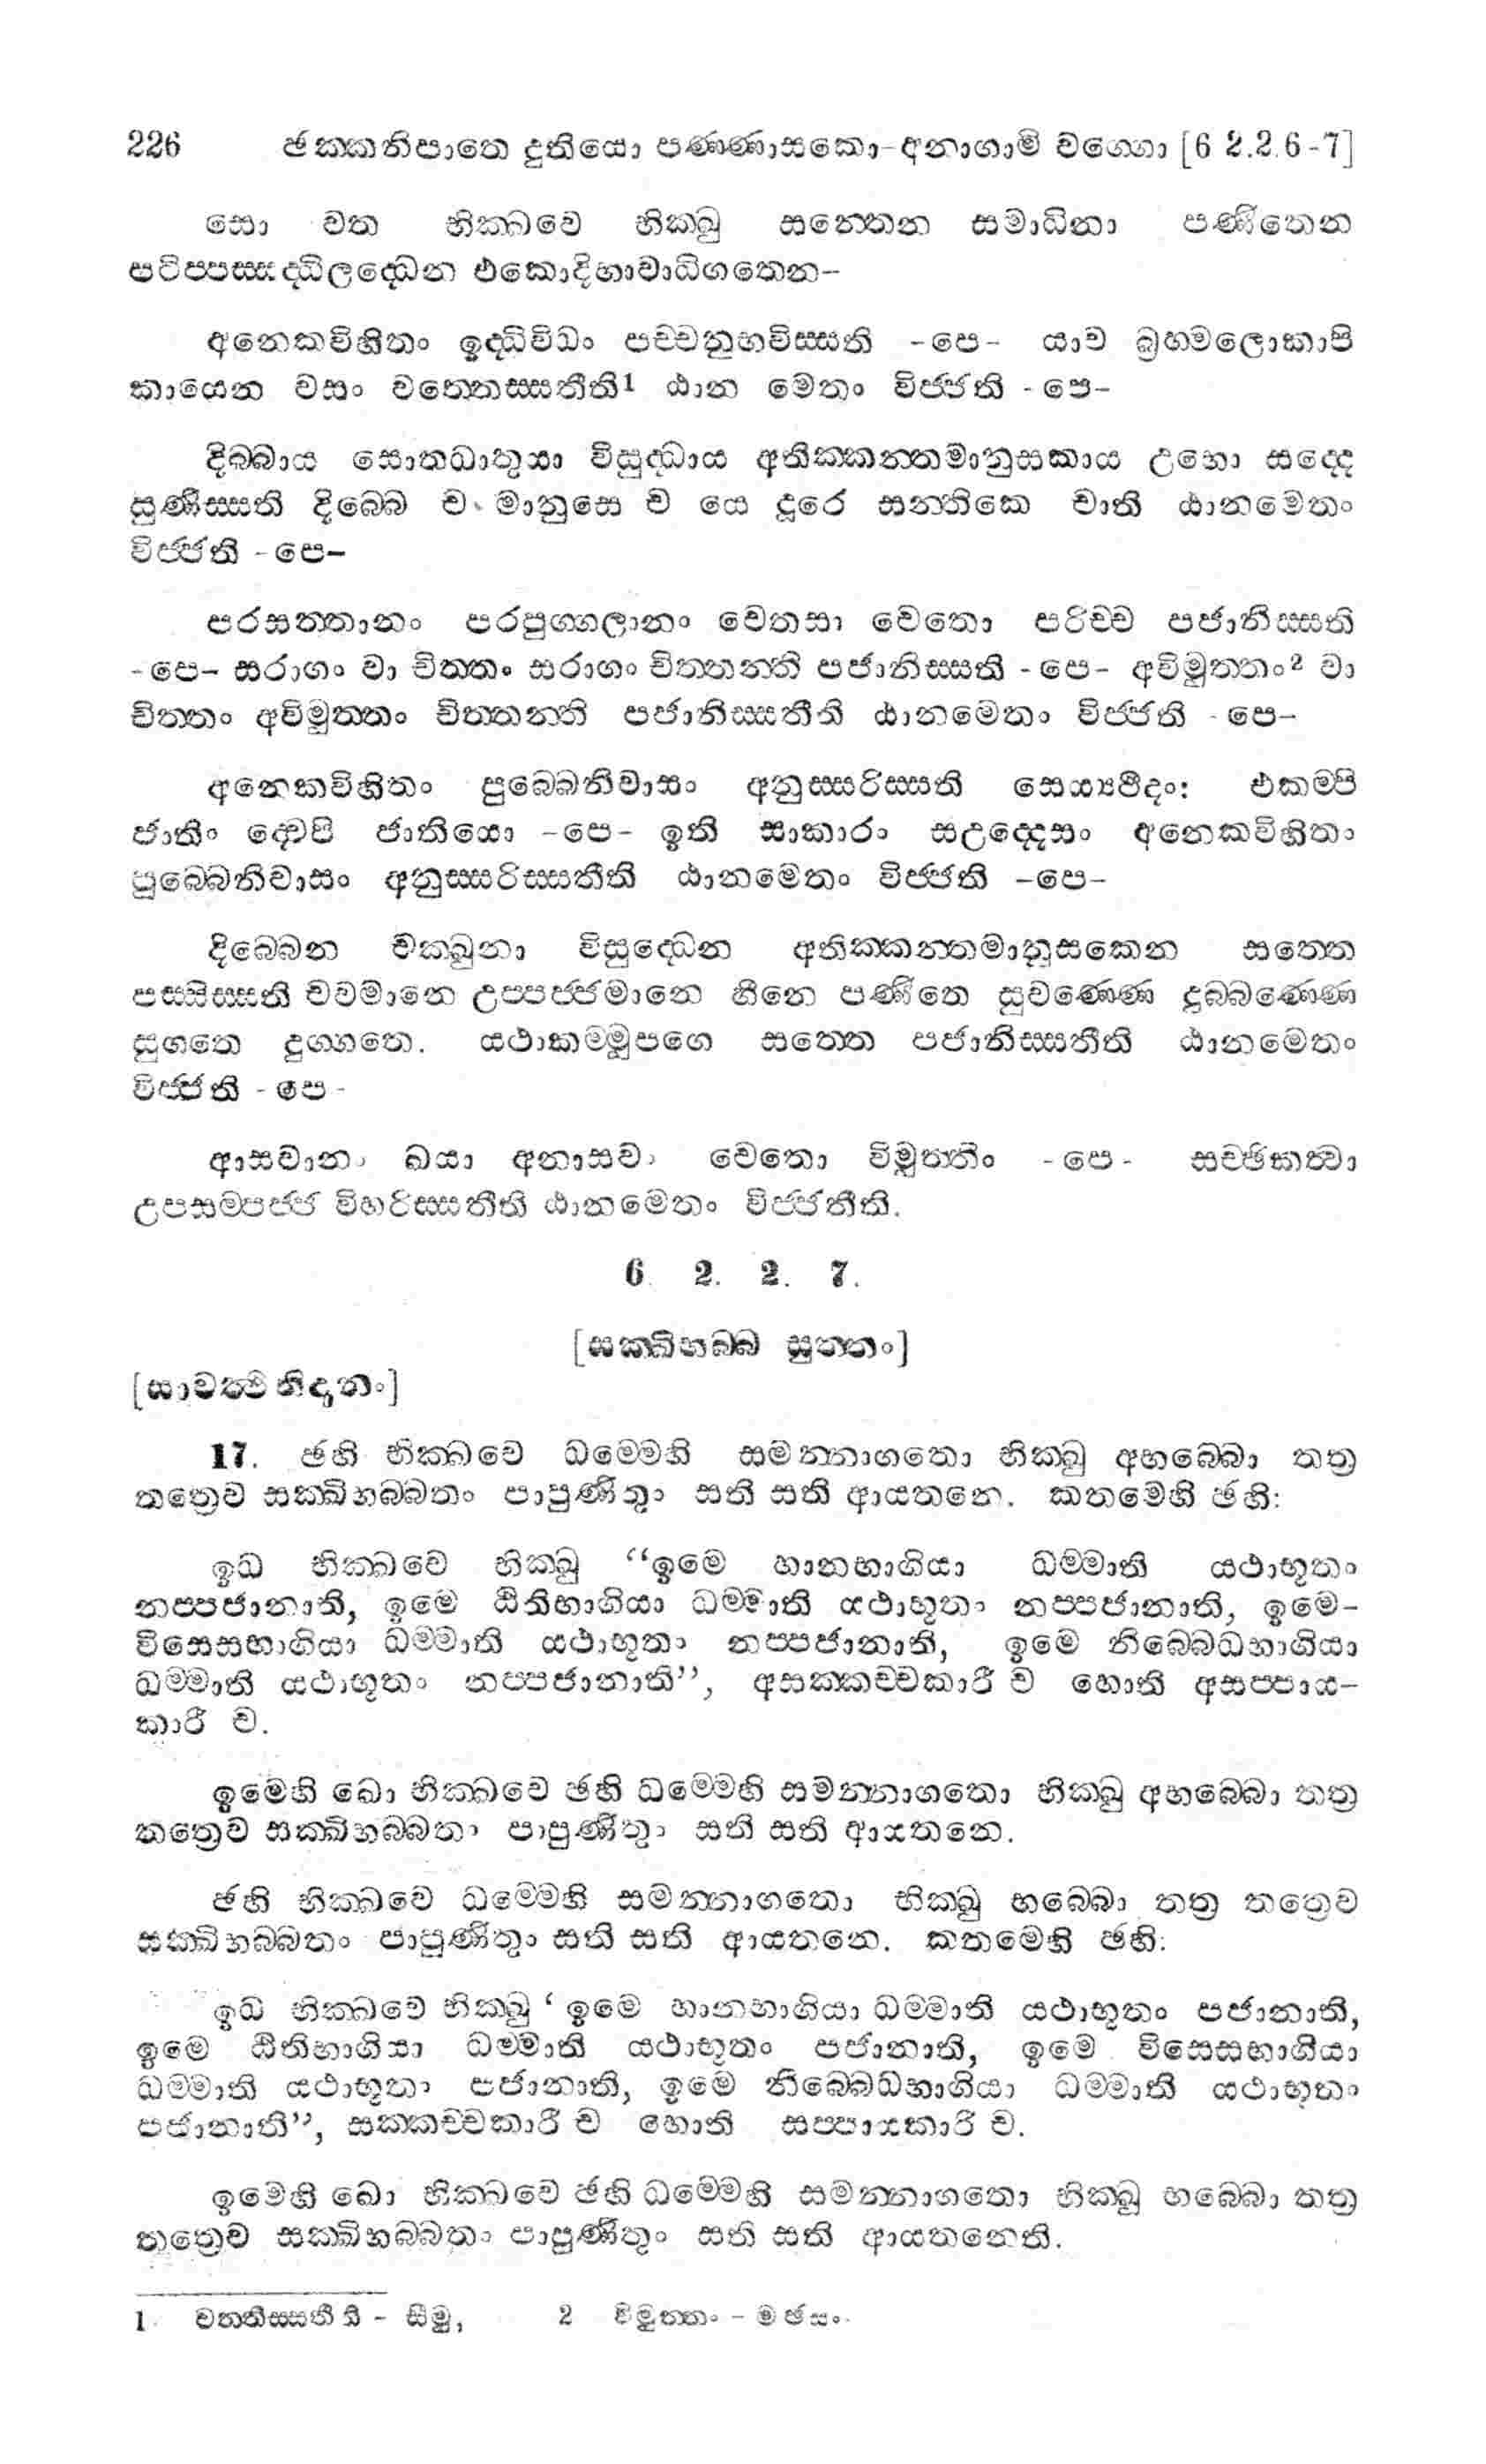 226 ඡක්කනිපාතෙ දුතියො පණ්ණාසකො-අනාගාමි වග්ගො [6 2.2.6-7]
සො වත භික්ඛවෙ භික්ඛු සන්තෙන සමාධිනා පණීතෙන
පටිප්පස්සද්ධිලද්ධෙන එකොදිභාවාධිගතෙන–
අනෙකවිහිතං ඉද්ධිවිධං පච්චනුභවිස්සති -පෙ- යාව බ්‍රහ්මලොකාපි
කායෙන වසං වත්තෙස්සතීති1 ඨාන මෙතං විජ්ජති -පෙ–
දිබ්බාය සොතධාතුයා විසුද්ධාය අතික්කන්තමානුසකාය උභො සද්දෙ
සුණිස්සති දිබ්බෙ ච මානුසෙ ච යෙ දූරෙ සන්තිකෙ චාති ඨානමෙතං
විජ්ජති -පෙ–
පරසත්තානං පරපුග්ගලානං චෙතසා චෙතො පරිච්ච පජානිස්සති
-පෙ– සරාගං වා චිත්තං සරාගං චිත්තන්ති පජානිස්සති -පෙ- අවිමුත්තං2 වා
චිත්තං අවිමුත්තං චිත්තන්ති පජානිස්සතීති ඨානමෙතං විජ්ජති -පෙ–
අනෙකවිහිතං පුබ්බෙනිවාසං අනුස්සරිස්සති සෙය්‍යථීදං: එකම්පි
ජාතිං ද්වෙපි ජාතියො -පෙ- ඉති සාකාරං සඋද්දෙසං අනෙකවිහිතං
පුබ්බෙනිවාසං අනුස්සරිස්සතීති ඨානමෙතං විජ්ජති –පෙ–
දිබ්බෙන චක්ඛුනා විසුද්ධෙන අතික්කන්තමානුසකෙන සත්තෙ
පස්සිස්සති චවමානෙ උප්පජ්ජමානෙ හීනෙ පණීතෙ සුවණ්ණෙ දුබ්බණ්ණෙ
සුගතෙ දුග්ගතෙ. යථාකම්මූපගෙ සත්තෙ පජානිස්සතීති ඨානමෙතං
විජ්ජති -පෙ-
ආසවානං ඛයා අනාසවං චෙතො විමුත්තිං -පෙ- සච්ඡිකත්වා
උපසම්පජ්ජ විහරිස්සතීති ඨානමෙතං විජ්ජතීති.
6. 2. 2. 7.
[සක්ඛිභබ්බ සුත්තං]
[සාවත්ථිනිදානං]
17. ඡහි භික්ඛවෙ ධම්මෙහි සමන්නාගතො භික්ඛු අභබ්බො තත්‍ර
තත්‍රෙව සක්ඛිභබ්බතං පාපුණිතුං සති සති ආයතනෙ. කතමෙහි ඡහි:
ඉධ භික්ඛවෙ භික්ඛු “ඉමෙ හානභාගියා ධම්මාති යථාභූතං
නප්පජානාති, ඉමෙ ඨිතිභාගියා ධම්මාති යථාභූතං නප්පජානාති, ඉමෙ–
විසෙසභාගියා ධම්මාති යථාභූතං නප්පජානාති, ඉමෙ නිබ්බෙධභාගියා
ධම්මාති යථාභූතං නප්පජානාති”, අසක්කච්චකාරී ච හොති අසප්පාය–
කාරී ච.
ඉමෙහි ඛො භික්ඛවෙ ඡහි ධම්මෙහි සමන්නාගතො භික්ඛු අභබ්බො තත්‍ර
තත්‍රෙව සක්ඛිභබ්බතං පාපුණිතුං සති සති ආයතනෙ.
ඡහි භික්ඛවෙ ධම්මෙහි සමන්නාගතො භික්ඛු භබ්බො තත්‍ර තත්‍රෙව
සක්ඛිභබ්බතං පාපුණිතුං සති සති ආයතනෙ. කතමෙහි ඡහි:
ඉධ භික්ඛවෙ භික්ඛු ‘ඉමෙ හානභාගියා ධම්මාති යථාභූතං පජානාති,
ඉමෙ ඨිතිභාගියා ධම්මාති යථාභූතං පජානාති, ඉමෙ විසෙසභාගියා
ධම්මාති යථාභූතං පජානාති, ඉමෙ නිබ්බෙධභාගියා ධම්මාති යථාභූතං
පජානාති”, සක්කච්චකාරී ච හොති සප්පායකාරී ච.
ඉමෙහි ඛො භික්ඛවෙ ඡහි ධම්මෙහි සමන්නාගතො භික්ඛු භබ්බො තත්‍ර
තත්‍රෙව සක්ඛිභබ්බතං පාපුණිතුං සති සති ආයතනෙති.
1. වත්තිස්සතීති - සීමු, 2 විමුත්තං - මඡසං.